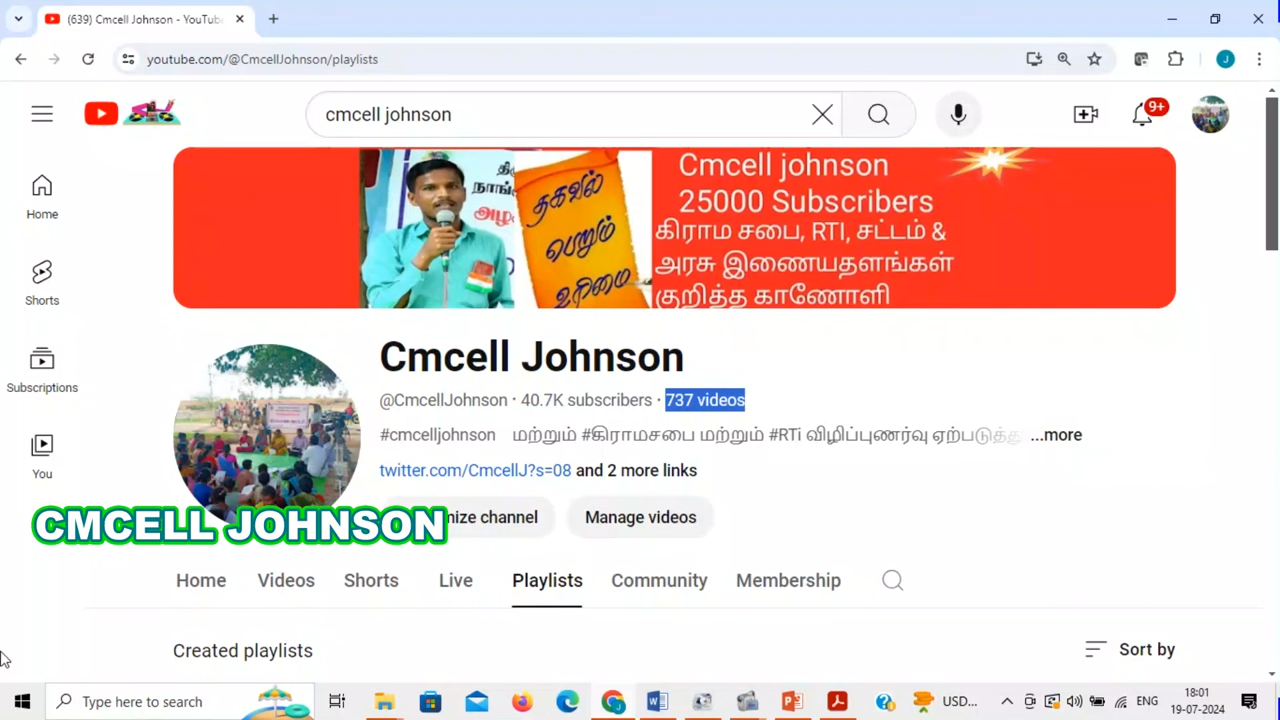 (639) Cmcell Johnson - YouTub
youtube.com/@CmcellJohnson/playlists
J
cmcell johnson
9+
Home
Shorts
Subscriptions
You
நாங்
அழ
தகவல்
பெறும்
உரிமை
Cmcell johnson
25000 Subscribers
கிராம சபை, RTI, சட்டம் &
அரசு இணையதளங்கள்
குறித்த காணோளி
Cmcell Johnson
@CmcellJohnson · 40.7K subscribers · 737 videos
#cmcelljohnson மற்றும் #கிராமசபை மற்றும் #RTi விழிப்புணர்வு ஏற்படுத்து ...more
twitter.com/CmcellJ?s=08 and 2 more links
mize channel
Manage videos
CMCELL JOHNSON
Home Videos Shorts Live Playlists Community Membership
Created playlists
Sort by
Type here to search
USD...
ENG
18:01
19-07-2024